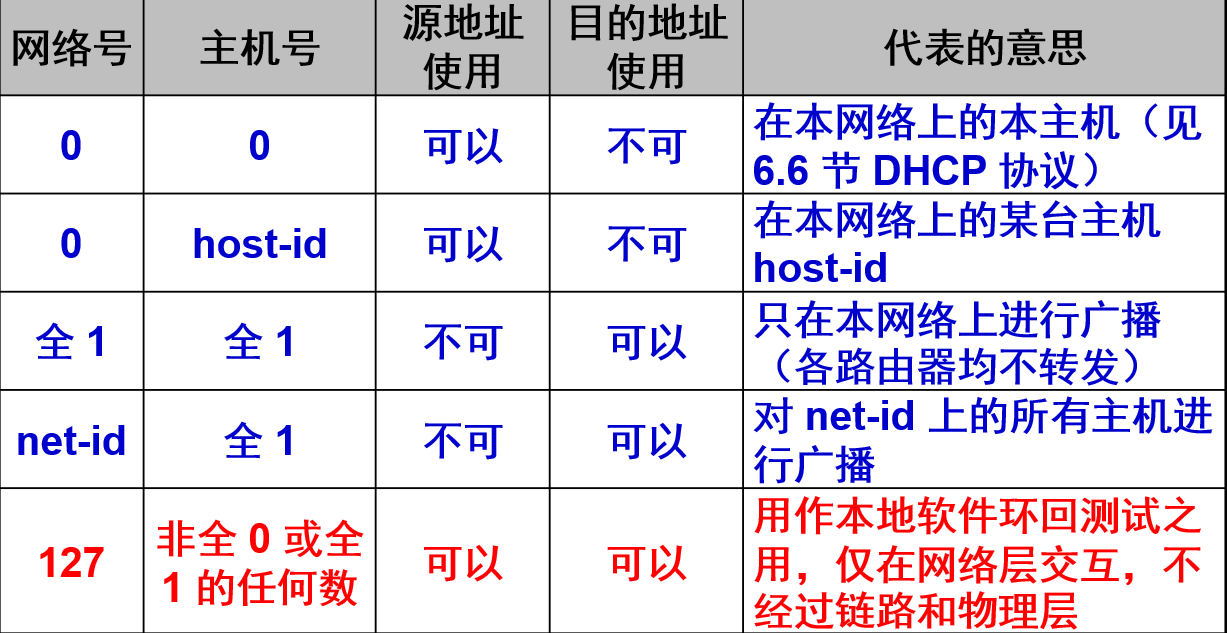 网络号 主机号 源地址使用 目的地址使用 代表的意思
0 0 可以 不可 在本网络上的本主机（见
6.6 节 DHCP 协议）
0 host-id 可以 不可 在本网络上的某台主机
host-id
全 1 全 1 不可 可以 只在本网络上进行广播
（各路由器均不转发）
net-id 全 1 不可 可以 对 net-id 上的所有主机进
行广播
127 非全 0 或全
1 的任何数 可以 可以 用作本地软件环回测试之
用，仅在网络层交互，不
经过链路和物理层